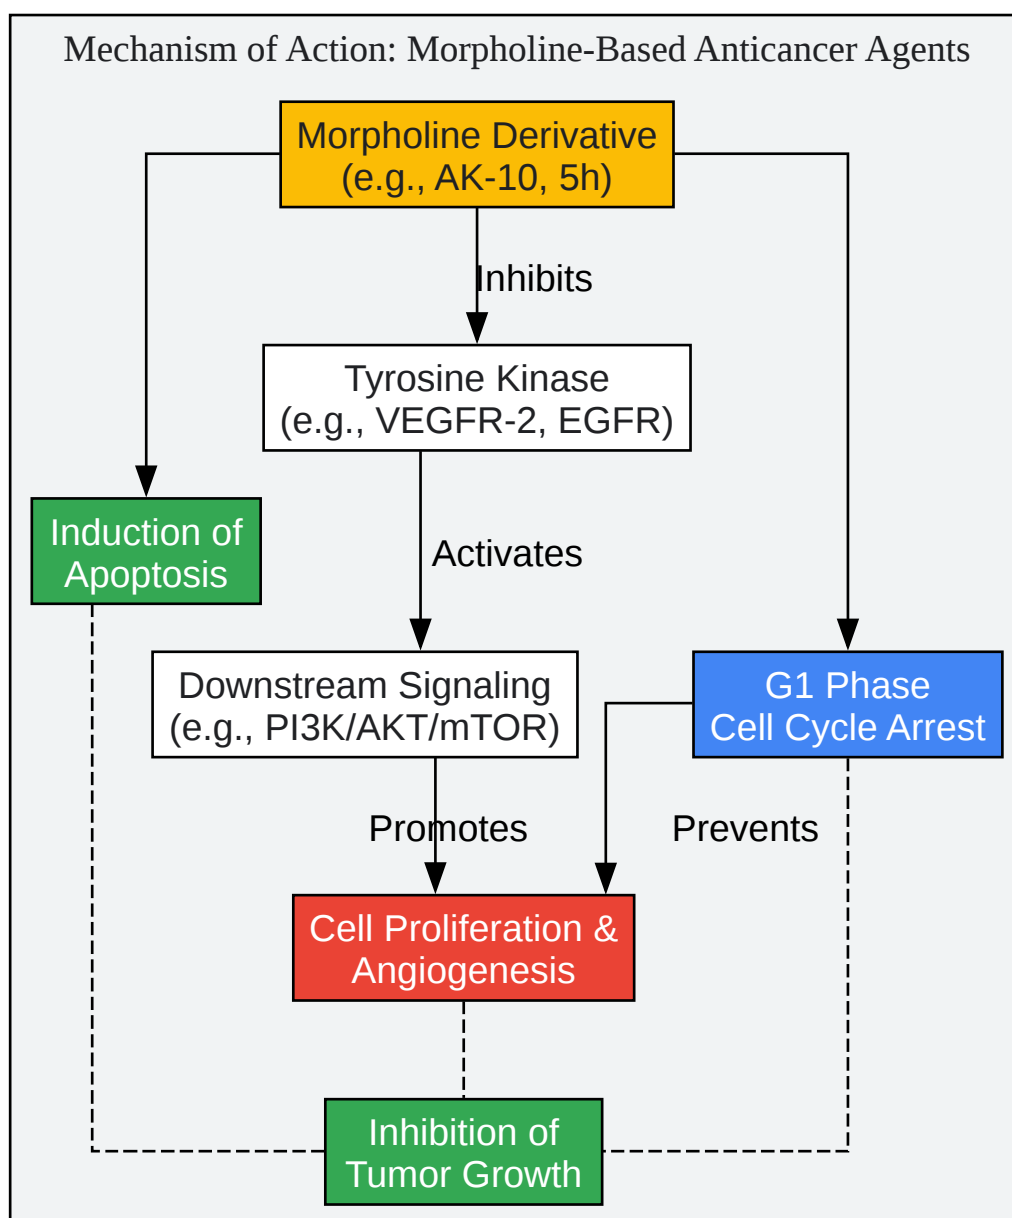 Mechanism of Action: Morpholine-Based Anticancer Agents
Morpholine Derivative
(e.g., AK-10, 5h)
Inhibits
Tyrosine Kinase
(e.g., VEGFR-2, EGFR)
Induction of
Apoptosis
Activates
Downstream Signaling
(e.g., PI3K/AKT/mTOR)
G1 Phase
Cell Cycle Arrest
Promotes
Prevents
Cell Proliferation &
Angiogenesis
Inhibition of
Tumor Growth